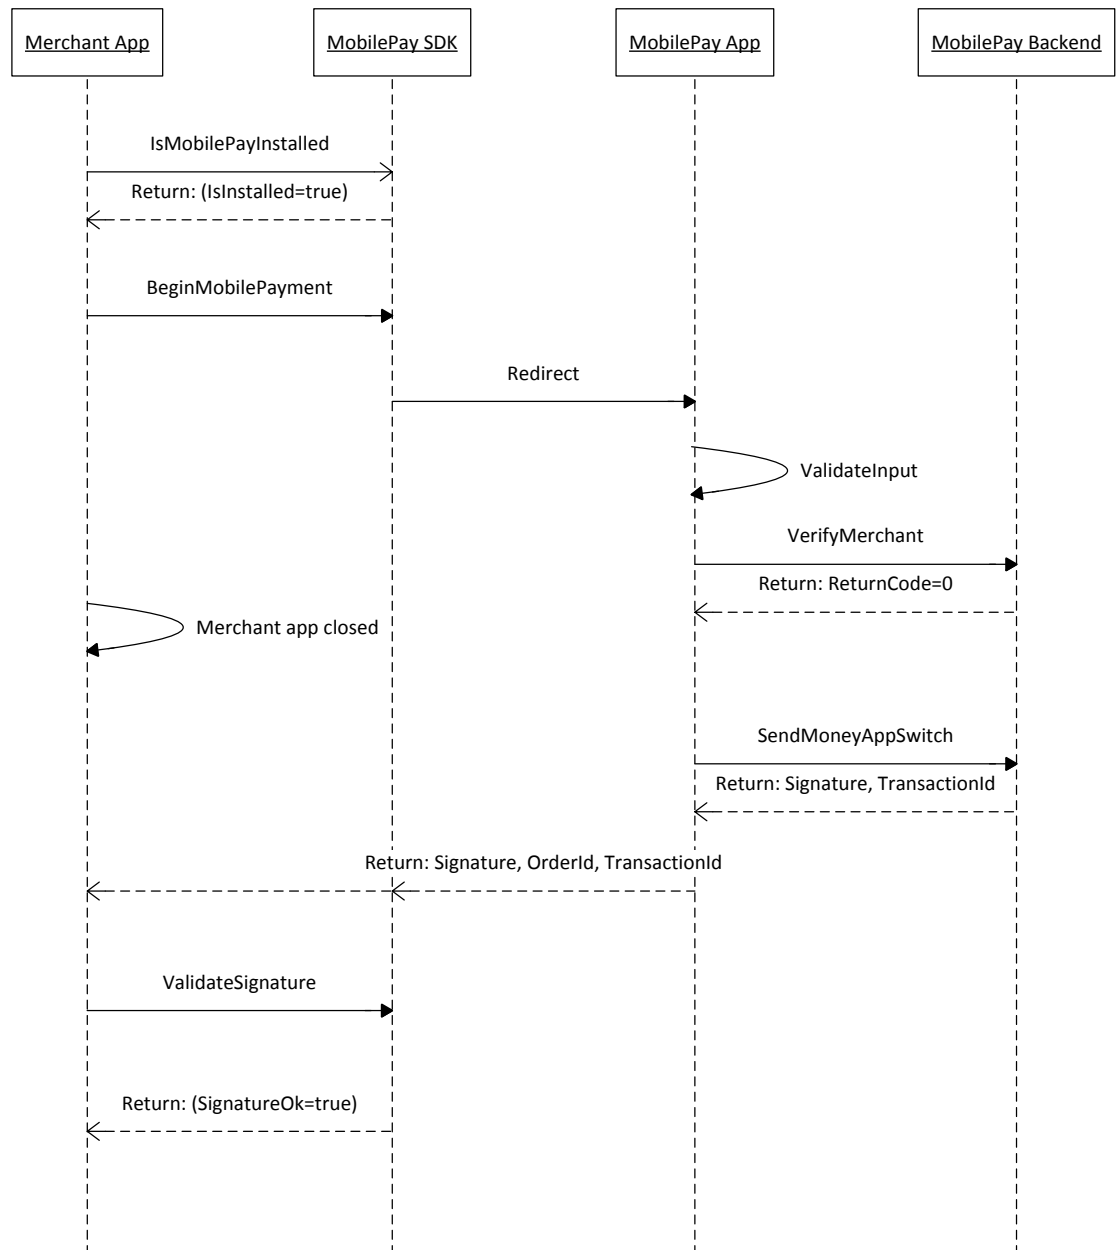 Merchant App
MobilePay SDK
MobilePay App
MobilePay Backend
IsMobilePayInstalled
Return: (IsInstalled=true)
BeginMobilePayment
Redirect
ValidateInput
VerifyMerchant
Return: ReturnCode=0
Merchant app closed
SendMoneyAppSwitch
Return: Signature, TransactionId
Return: Signature, OrderId, TransactionId
ValidateSignature
Return: (SignatureOk=true)